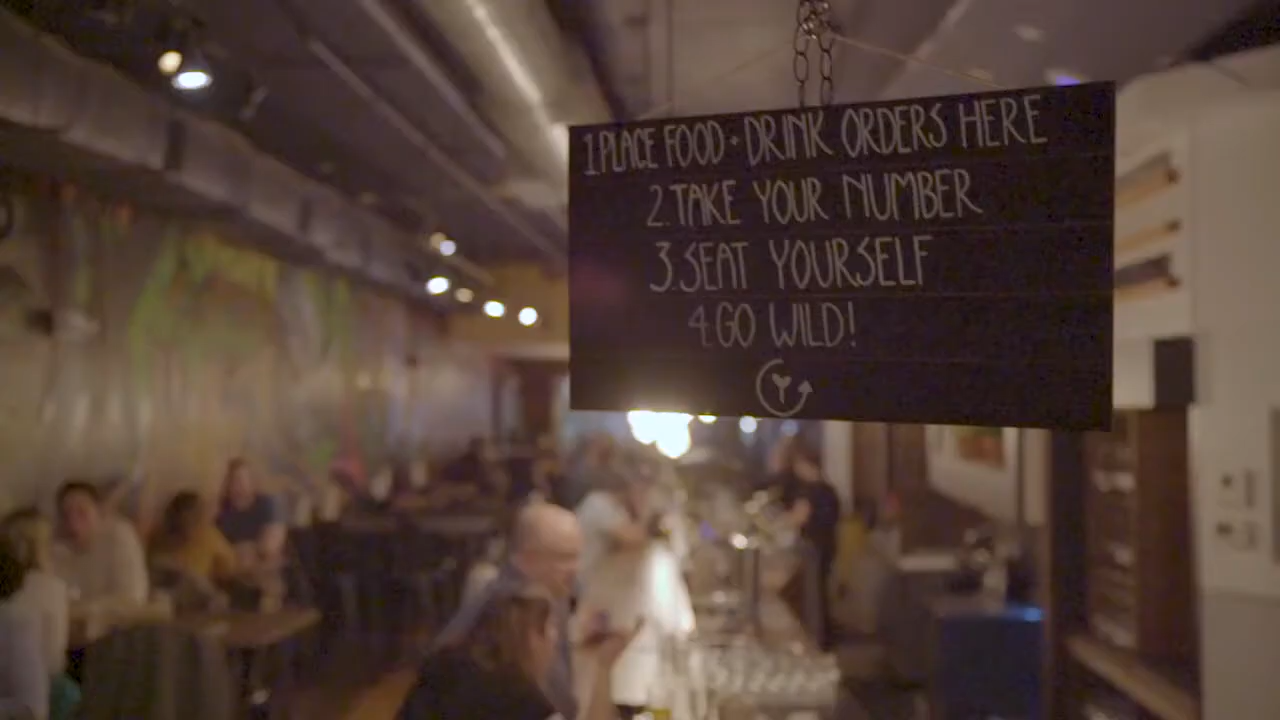 1.PLACE FOOD + DRINK ORDERS HERE
2.TAKE YOUR NUMBER
3.SEAT YOURSELF
4.GO WILD!